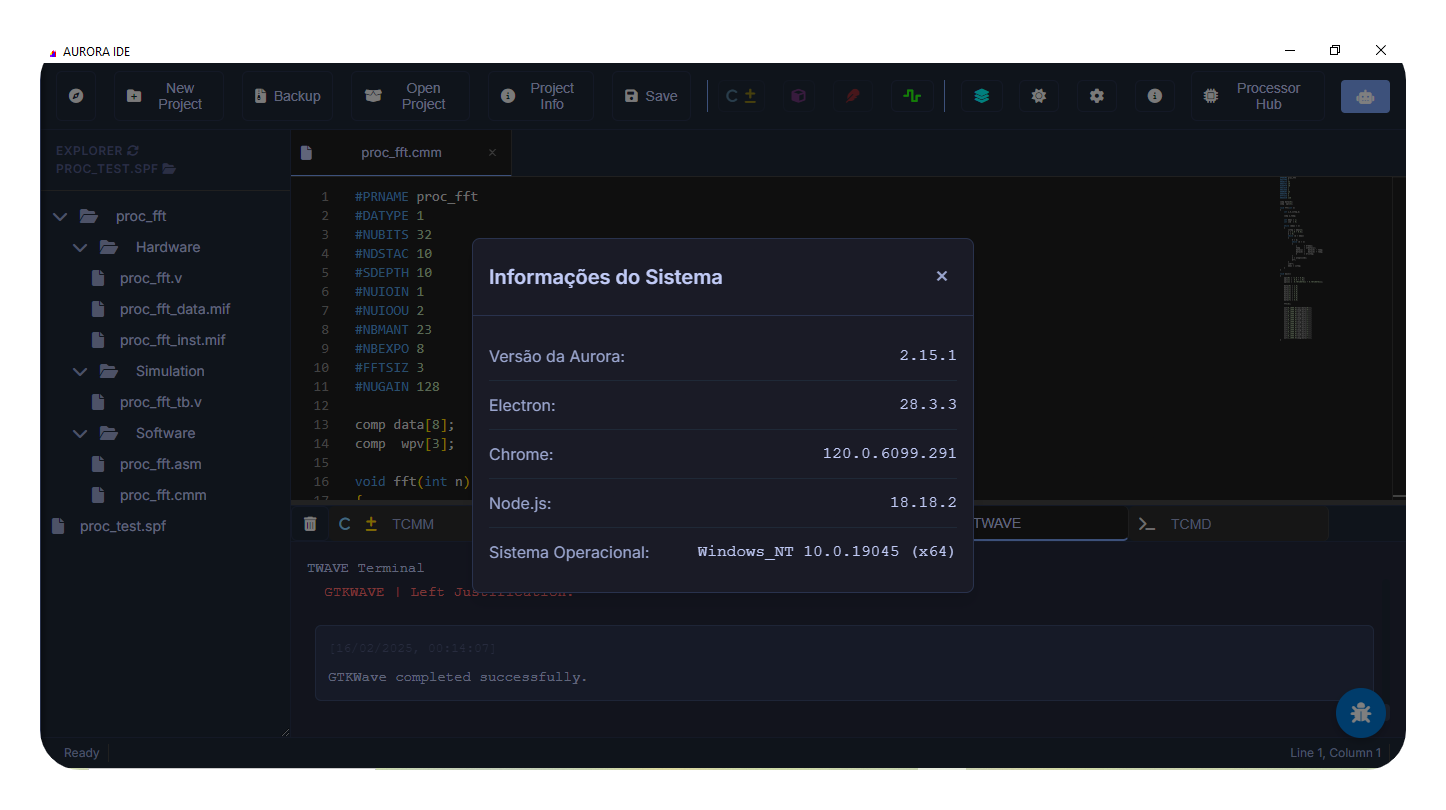 AURORA IDE
New Project
Backup
Open Project
Project Info
Save
C ±
Processor Hub
EXPLORER
PROC_TEST.SPF
proc_fft
Hardware
proc_fft.v
proc_fft_data.mif
proc_fft_inst.mif
Simulation
proc_fft_tb.v
Software
proc_fft.asm
proc_fft.cmm
proc_test.spf
proc_fft.cmm ×
1 #PRNAME proc_fft
2 #DATYPE 1
3 #NUBITS 32
4 #NDSTAC 10
5 #SDEPTH 10
6 #NUIOIN 1
7 #NUIOOU 2
8 #NBMANT 23
9 #NBEXPO 8
10 #FFTSIZ 3
11 #NUGAIN 128
12
13 comp data[8];
14 comp  wpv[3];
15
16 void fft(int n)
17 {
Informações do Sistema ×
Versão da Aurora: 2.15.1
Electron: 28.3.3
Chrome: 120.0.6099.291
Node.js: 18.18.2
Sistema Operacional: Windows_NT 10.0.19045 (x64)
C ± TCMM
TWAVE
TCMD
TWAVE Terminal
GTKWAVE | Left Justification.
[16/02/2025, 00:14:07]
GTKWave completed successfully.
Ready
Line 1, Column 1